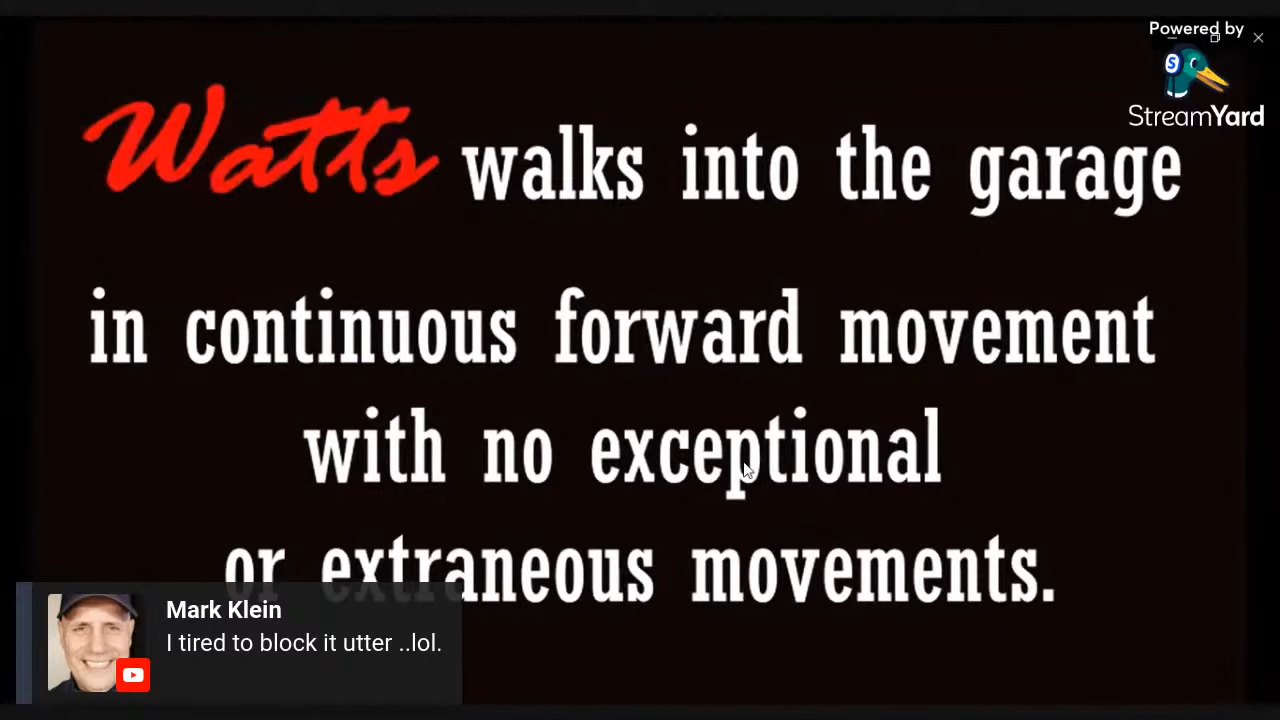 Powered by
StreamYard
Watts walks into the garage
in continuous forward movement
with no exceptional
or extraneous movements.
Mark Klein
I tired to block it utter ..lol.